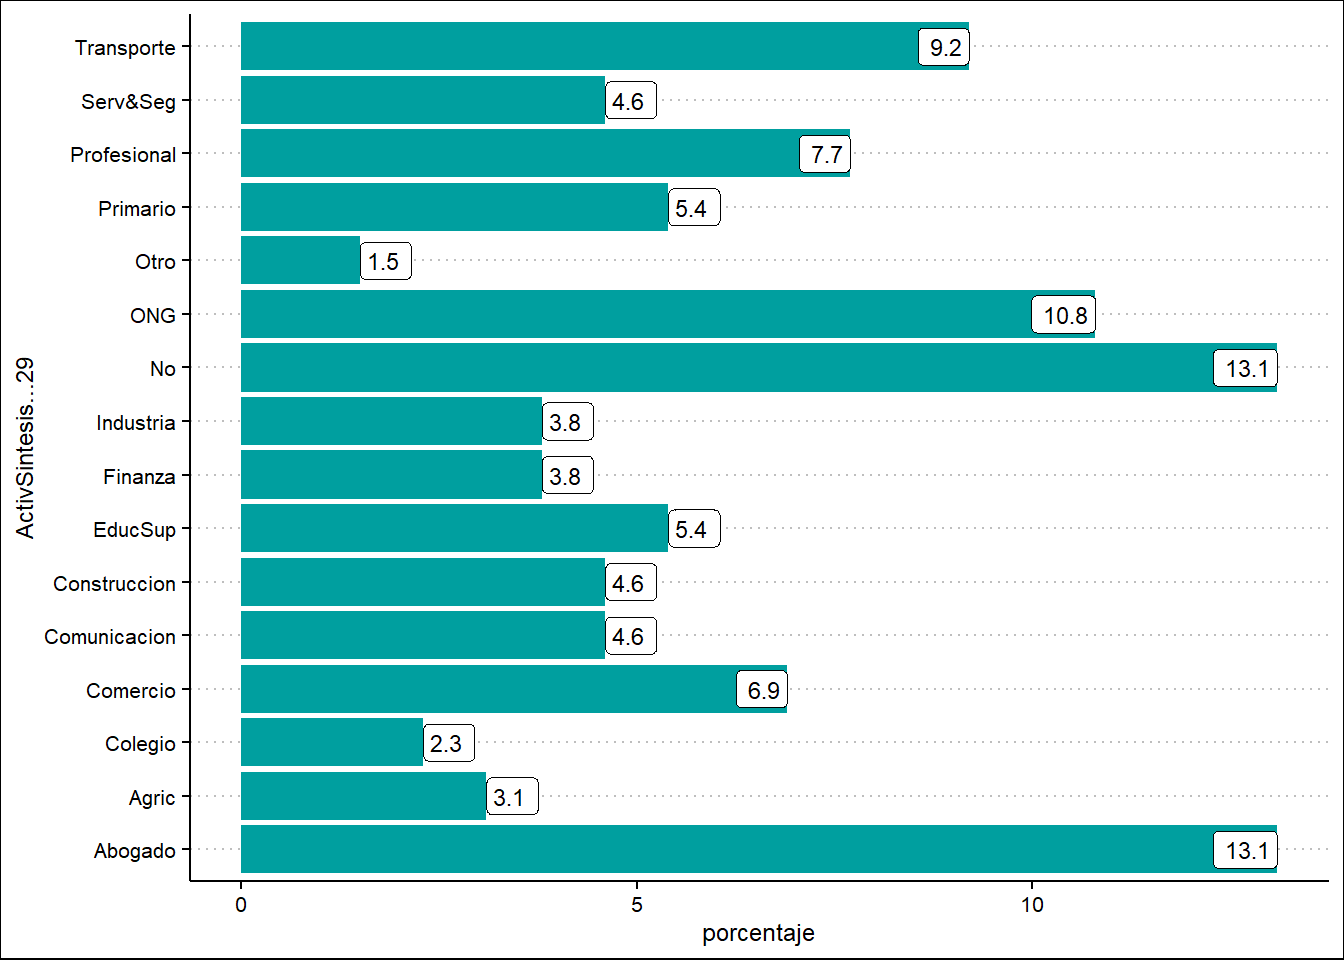 ActivSintesis...29
Transporte 9.2
Serv&Seg 4.6
Profesional 7.7
Primario 5.4
Otro 1.5
ONG 10.8
No 13.1
Industria 3.8
Finanza 3.8
EducSup 5.4
Construccion 4.6
Comunicacion 4.6
Comercio 6.9
Colegio 2.3
Agric 3.1
Abogado 13.1
0 5 10
porcentaje